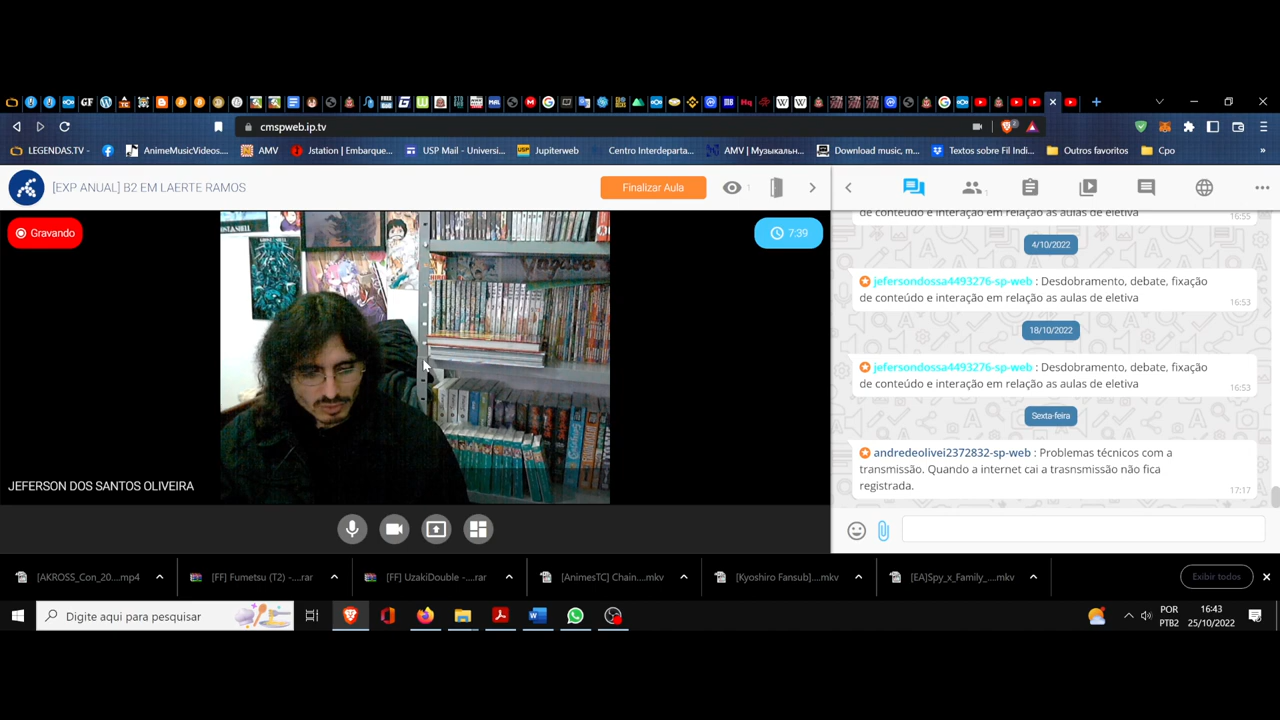 cmspweb.ip.tv
2
LEGENDAS.TV -
AnimeMusicVideos...
AMV
Jstation | Embarque...
USP Mail - Universi...
Jupiterweb
Centro Interdeparta...
AMV | Музыкальн...
Download music, m...
Textos sobre Fil Indi...
Outros favoritos
Cpo
»
[EXP ANUAL] B2 EM LAERTE RAMOS
Finalizar Aula
1
1
Gravando
7:39
JEFERSON DOS SANTOS OLIVEIRA
de conteúdo e interação em relação as aulas de eletiva
16:55
4/10/2022
jefersondossa4493276-sp-web : Desdobramento, debate, fixação
de conteúdo e interação em relação as aulas de eletiva
16:53
18/10/2022
jefersondossa4493276-sp-web : Desdobramento, debate, fixação
de conteúdo e interação em relação as aulas de eletiva
16:53
Sexta-feira
andredeolivei2372832-sp-web : Problemas técnicos com a
transmissão. Quando a internet cai a trasnsmissão não fica
registrada.
17:17
[AKROSS_Con_20....mp4
[FF] Fumetsu (T2) -....rar
[FF] UzakiDouble -....rar
[AnimesTC] Chain....mkv
[Kyoshiro Fansub]....mkv
[EA]Spy_x_Family_....mkv
Exibir todos
Digite aqui para pesquisar
POR
PTB2
16:43
25/10/2022